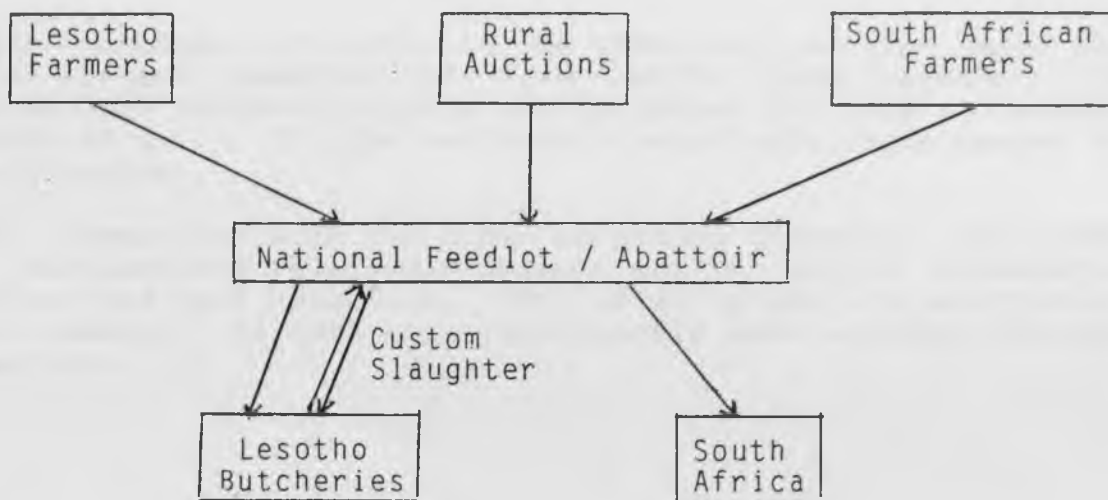 Lesotho
Farmers
Rural
Auctions
South African
Farmers
National Feedlot / Abattoir
Custom
Slaughter
Lesotho
Butcheries
South
Africa